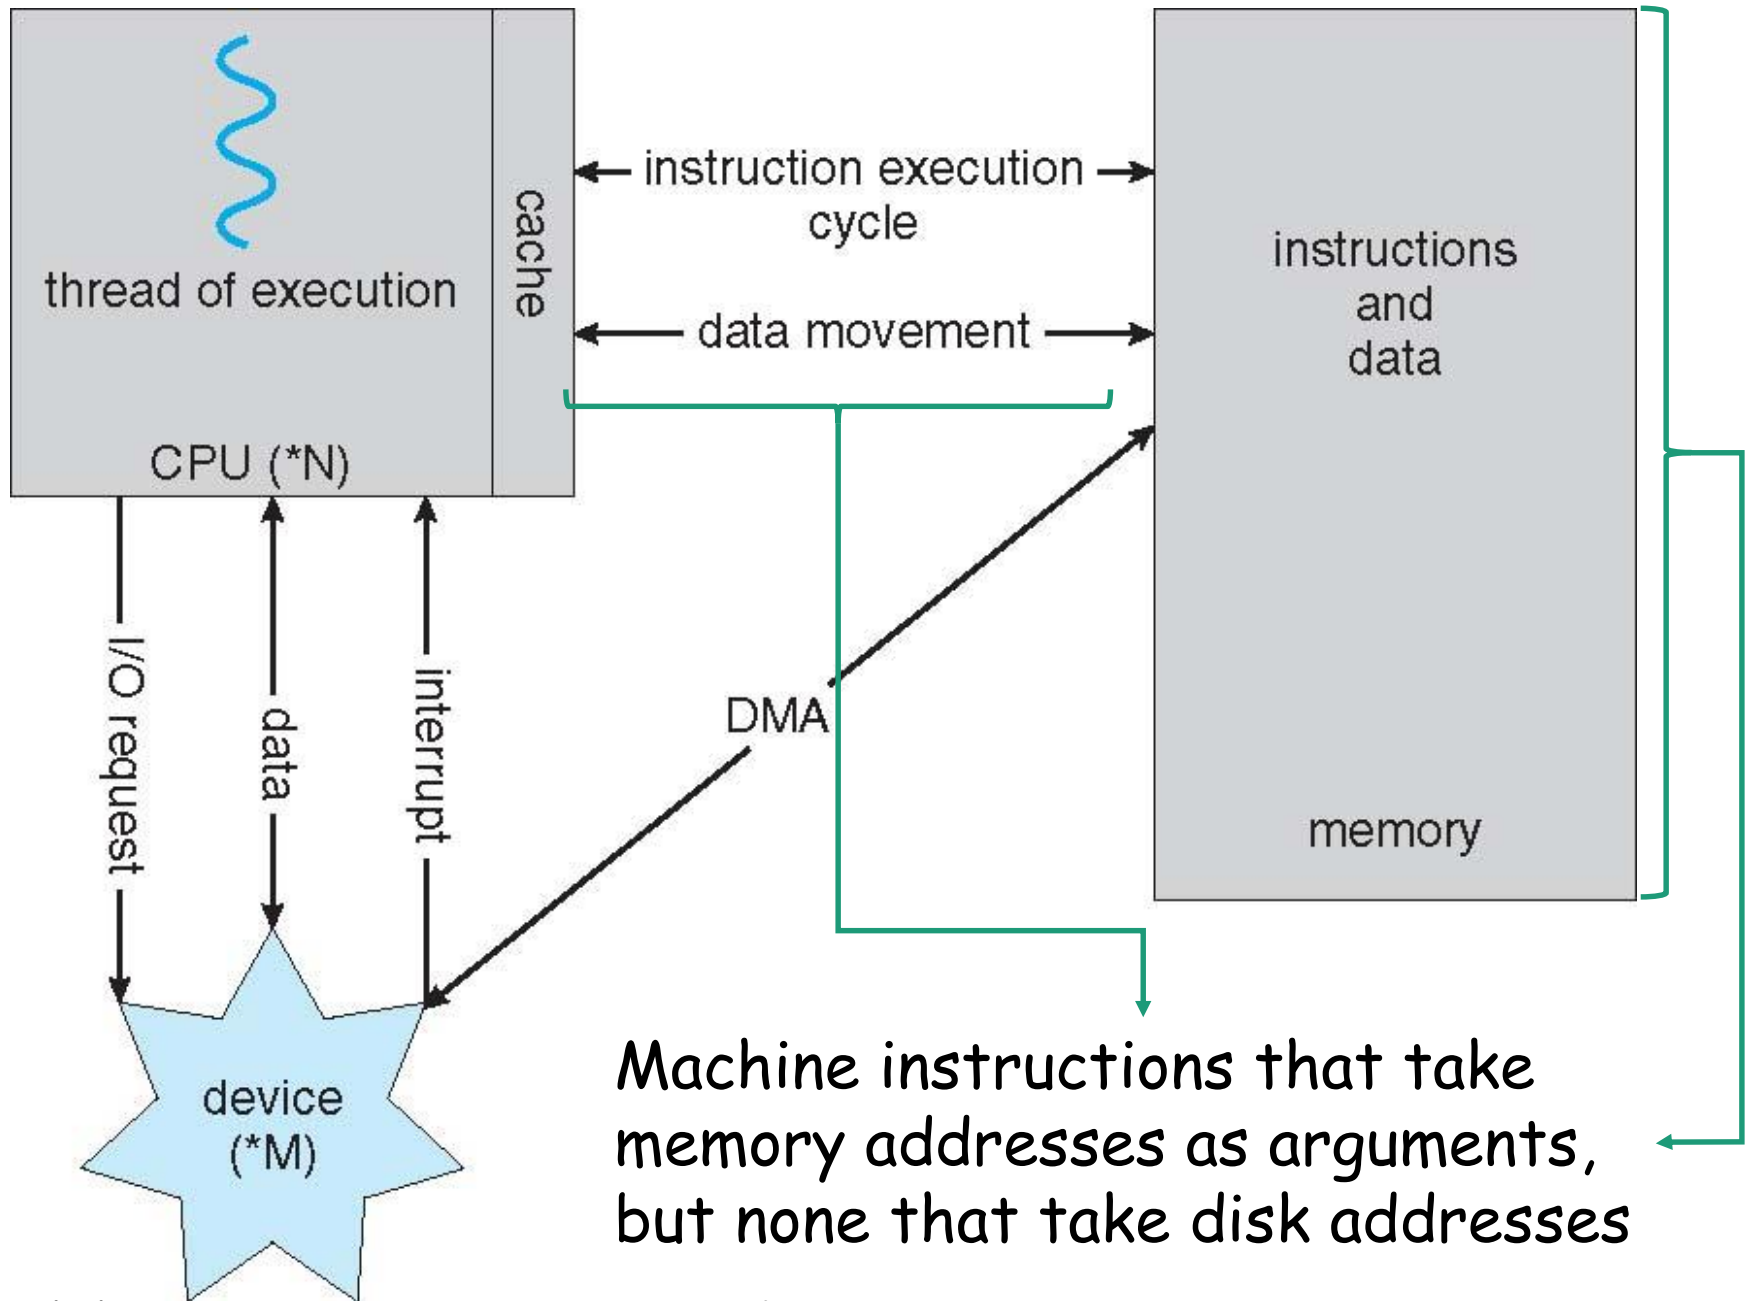 thread of execution
cache
CPU (*N)
instruction execution
cycle
data movement
instructions
and
data
memory
I/O request
data
interrupt
DMA
device
(*M)
Machine instructions that take
memory addresses as arguments,
but none that take disk addresses